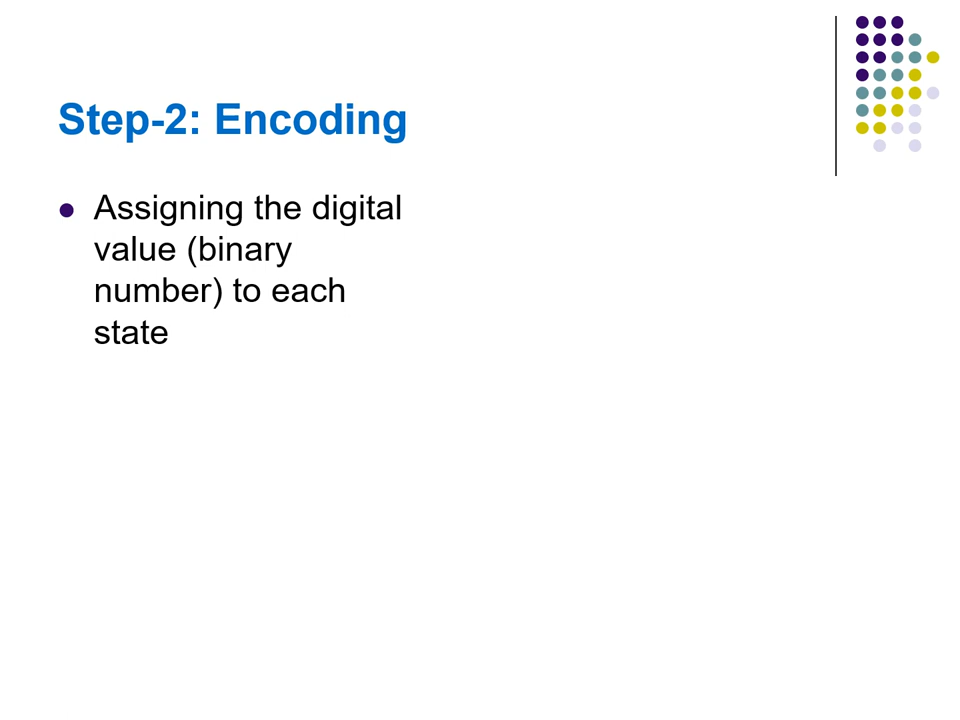 Step-2: Encoding
Assigning the digital
value (binary
number) to each
state